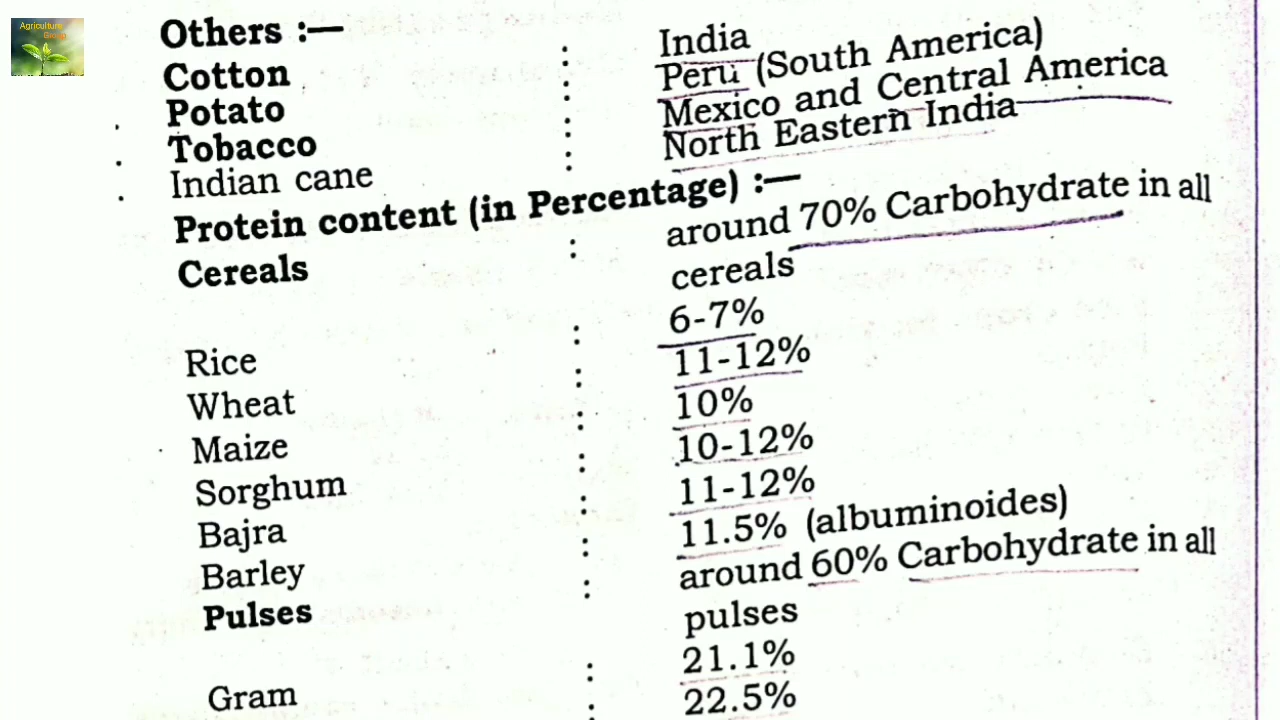 Agriculture
Others :—
Cotton : India
Potato : Peru (South America)
Tobacco : Mexico and Central America
Indian cane : North Eastern India
Protein content (in Percentage) :—
Cereals : around 70% Carbohydrate in all
cereals
Rice : 6-7%
Wheat : 11-12%
Maize : 10%
Sorghum : 10-12%
Bajra : 11-12%
Barley : 11.5% (albuminoides)
Pulses : around 60% Carbohydrate in all
pulses
Gram : 21.1%
: 22.5%